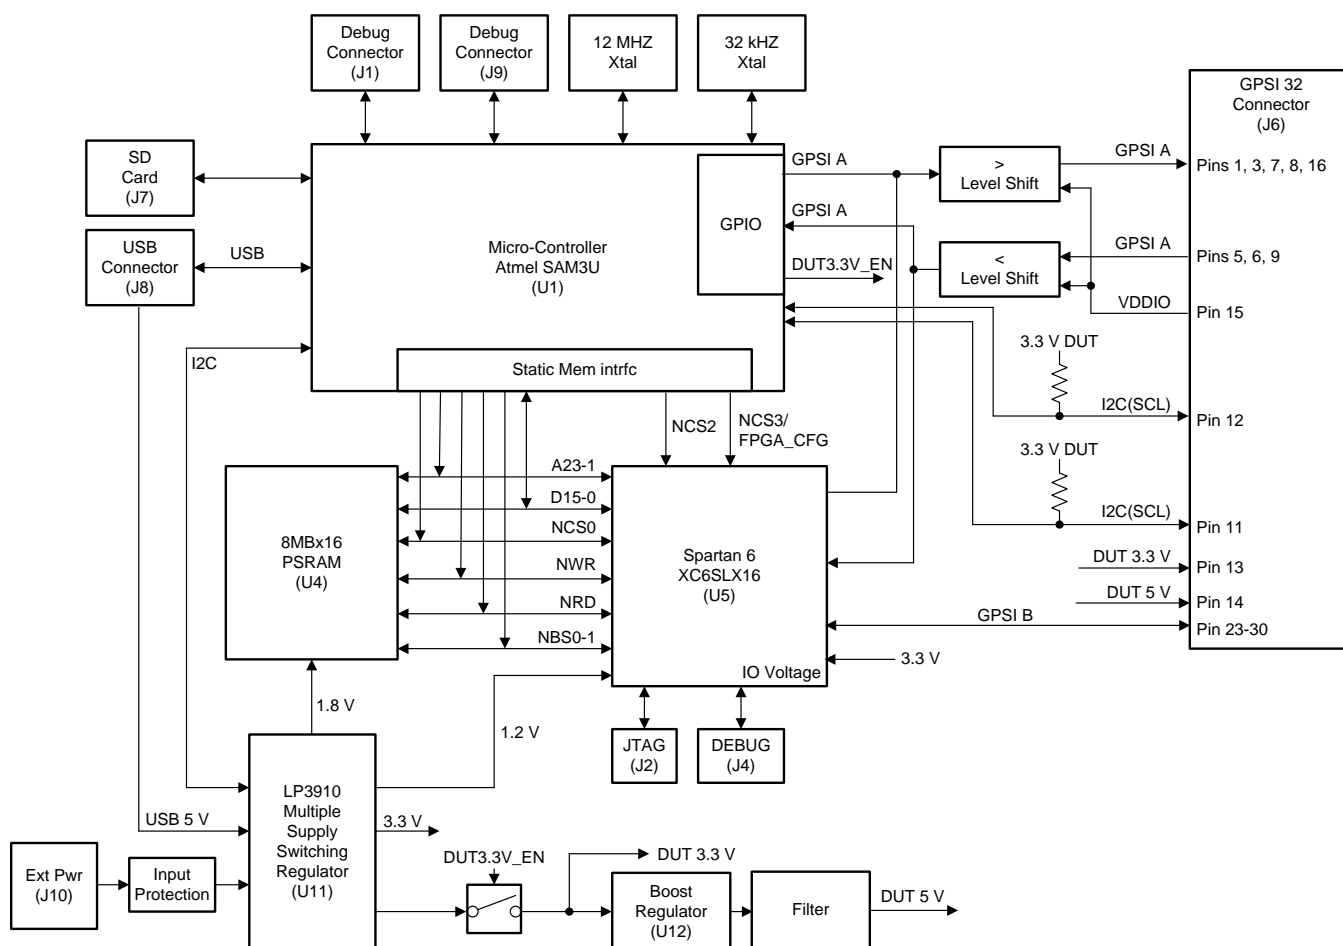 Debug
Connector
(J1)
Debug
Connector
(J9)
12 MHZ
Xtal
32 kHZ
Xtal
GPSI 32
Connector
(J6)
SD
Card
(J7)
GPIO
GPSI A
>
Level Shift
GPSI A
Pins 1, 3, 7, 8, 16
USB
Connector
(J8)
USB
Micro-Controller
Atmel SAM3U
(U1)
GPSI A
DUT3.3V_EN
<
Level Shift
GPSI A
Pins 5, 6, 9
VDDIO
Pin 15
I2C
Static Mem intrfc
3.3 V DUT
I2C(SCL)
Pin 12
NCS2
NCS3/
FPGA_CFG
3.3 V DUT
I2C(SCL)
Pin 11
8MBx16
PSRAM
(U4)
A23-1
D15-0
NCS0
NWR
NRD
NBS0-1
Spartan 6
XC6SLX16
(U5)
IO Voltage
DUT 3.3 V
Pin 13
DUT 5 V
Pin 14
GPSI B
Pin 23-30
3.3 V
1.8 V
1.2 V
JTAG
(J2)
DEBUG
(J4)
LP3910
Multiple
Supply
Switching
Regulator
(U11)
USB 5 V
3.3 V
Ext Pwr
(J10)
Input
Protection
DUT3.3V_EN
DUT 3.3 V
Boost
Regulator
(U12)
Filter
DUT 5 V